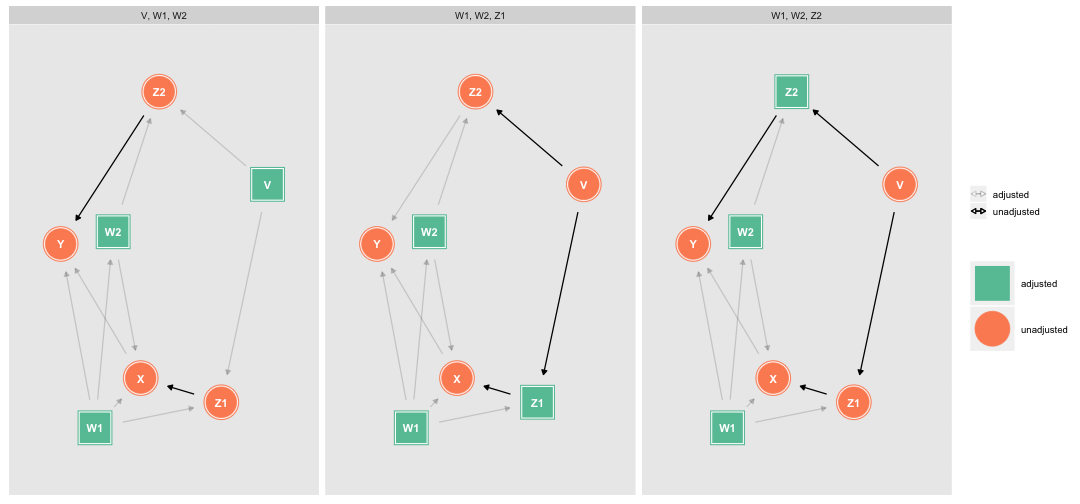 V, W1, W2
Z2
V
W2
Y
X
Z1
W1
W1, W2, Z1
Z2
V
W2
Y
X
Z1
W1
W1, W2, Z2
Z2
V
W2
Y
X
Z1
W1
adjusted
unadjusted
adjusted
unadjusted